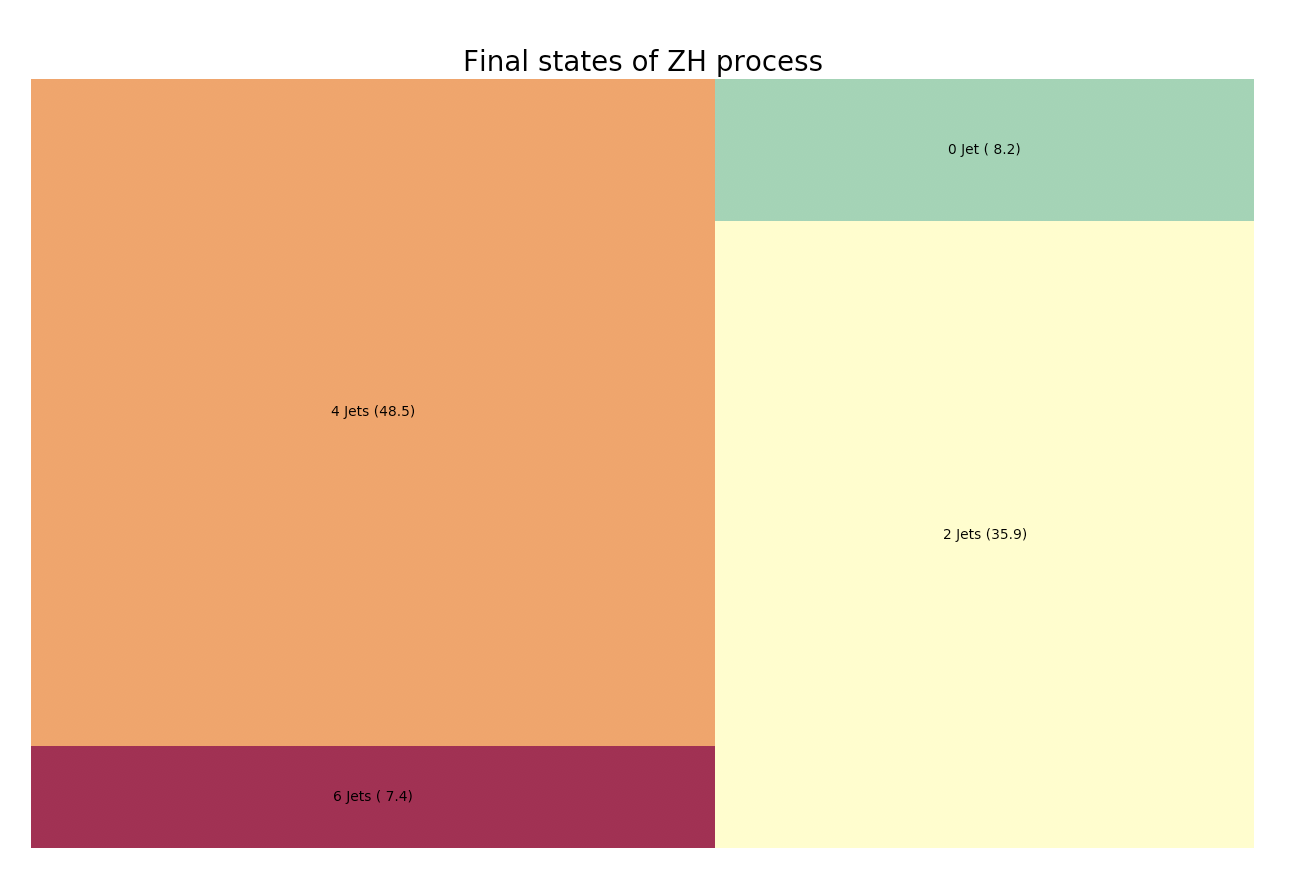 Final states of ZH process
0 Jet ( 8.2)
4 Jets (48.5)
2 Jets (35.9)
6 Jets ( 7.4)